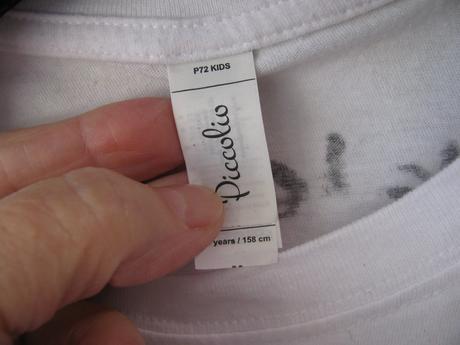 P72 KIDS
Piccolio
years / 158 cm